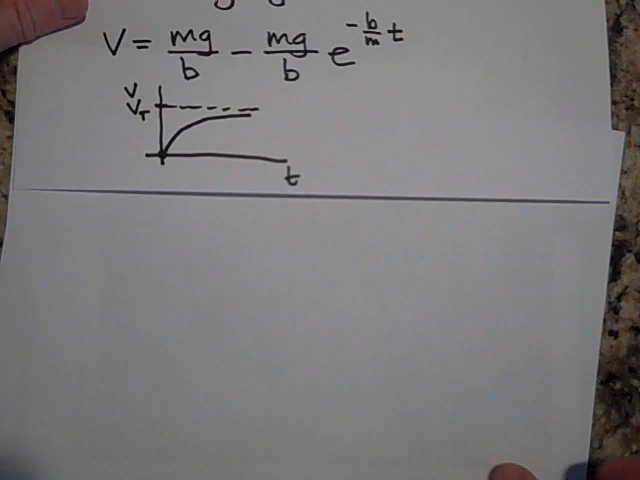 V = mg/b - mg/b e^(-b/m t)
V
V_T
t